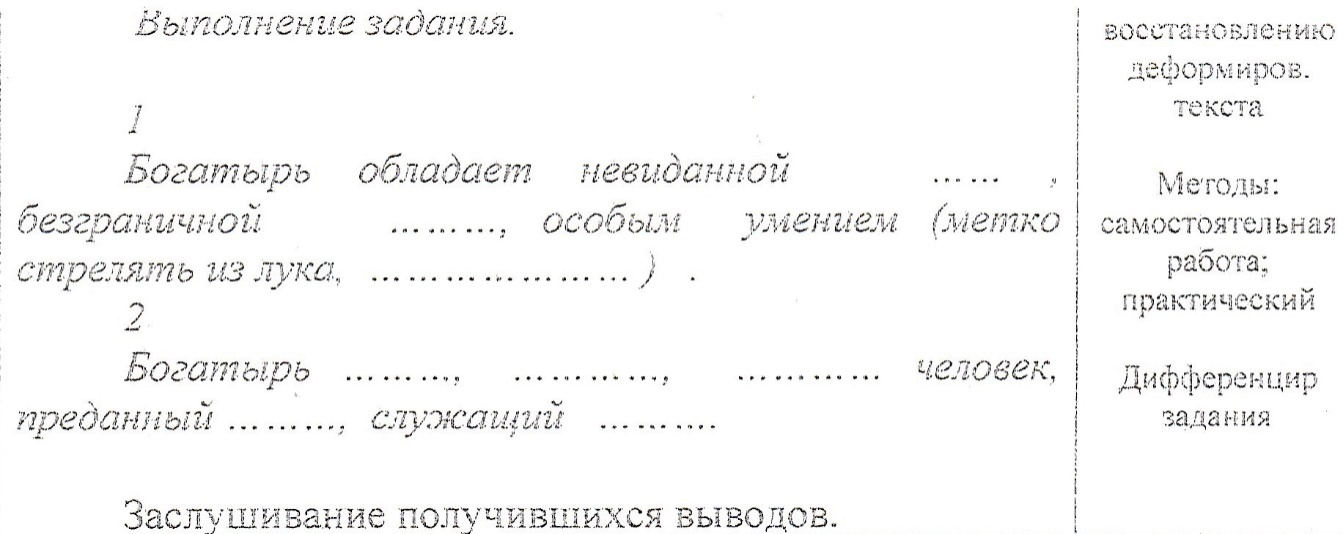 Выполнение задания.
1
Богатырь обладает невиданной ...... ,
безграничной ........., особым умением (метко
стрелять из лука, ..................... ) .
2
Богатырь ........., ............, ............ человек,
преданный ........., служащий ..........
Заслушивание получившихся выводов.
восстановлению
деформиров.
текста
Методы:
самостоятельная
работа;
практический
Дифференцир
задания